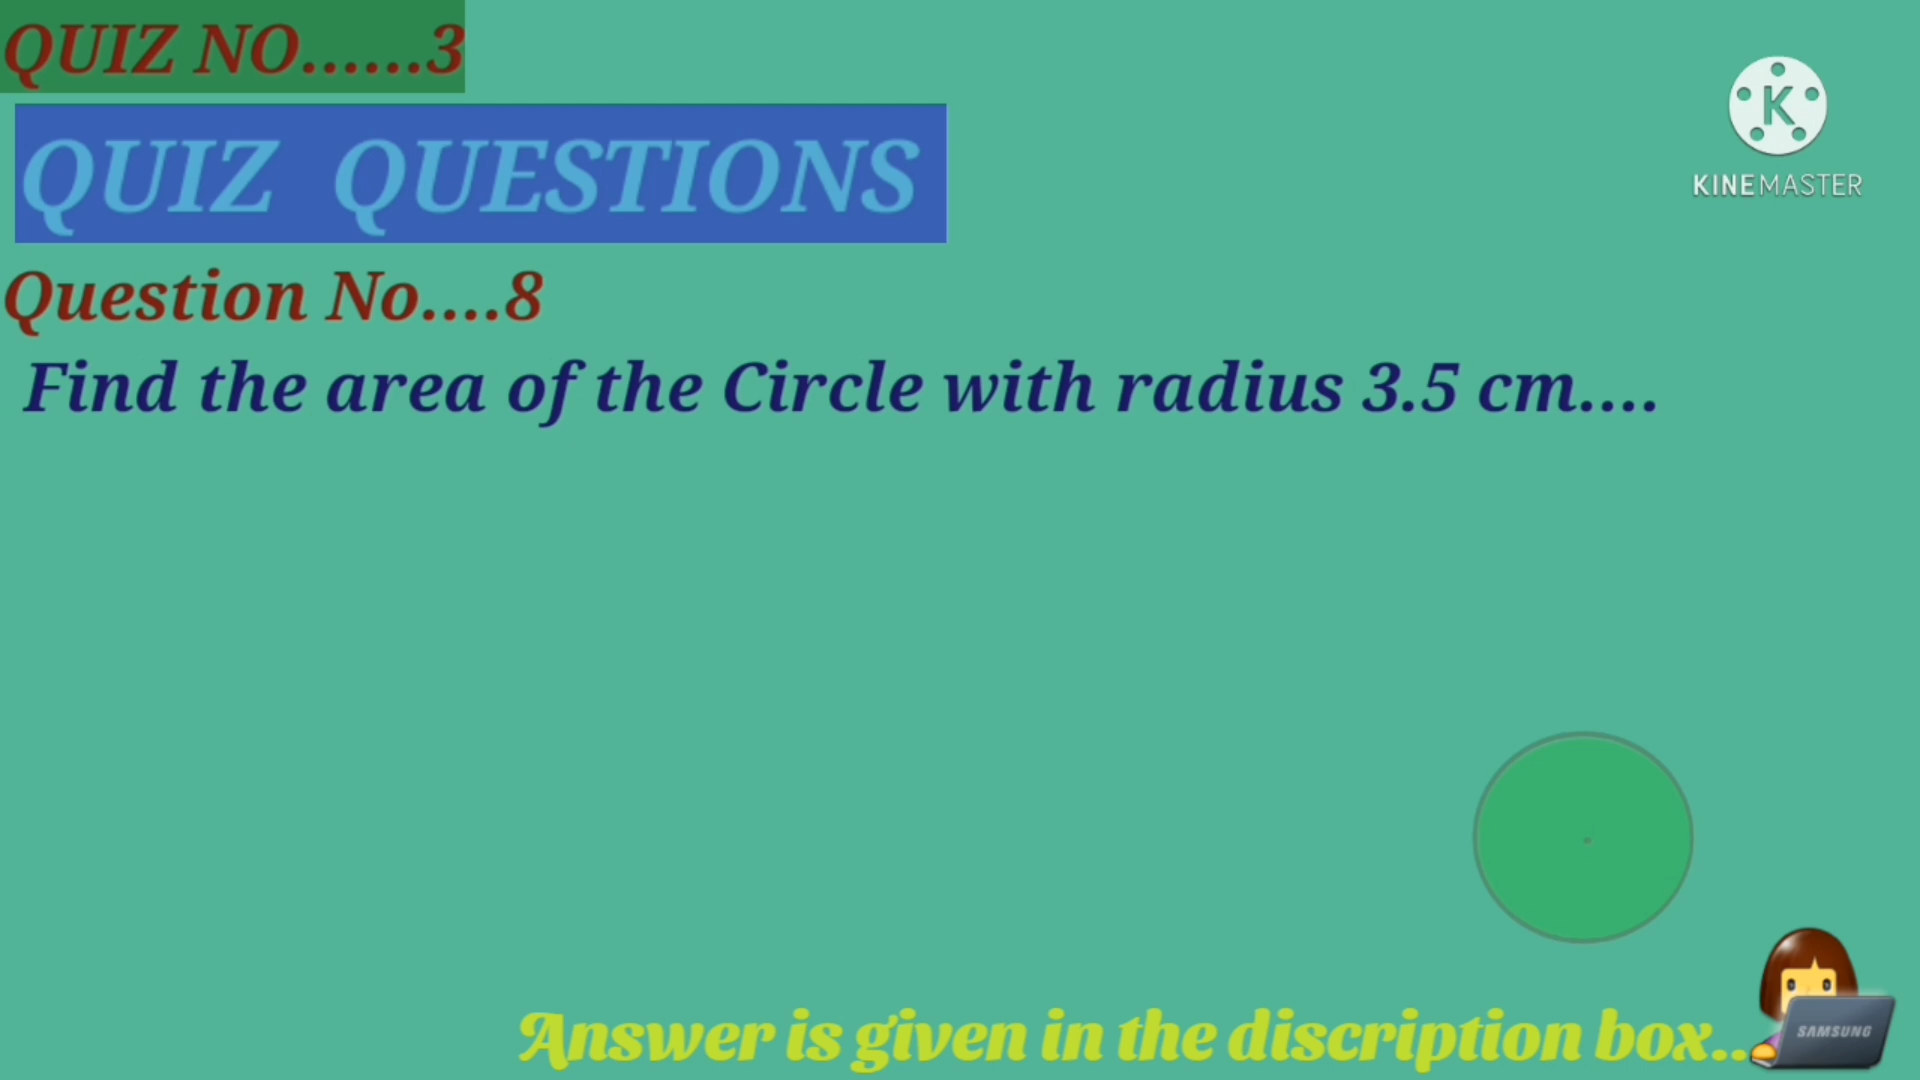 QUIZ NO......3
QUIZ QUESTIONS
Question No....8
Find the area of the Circle with radius 3.5 cm....
K
KINEMASTER
Answer is given in the discription box...
SAMSUNG